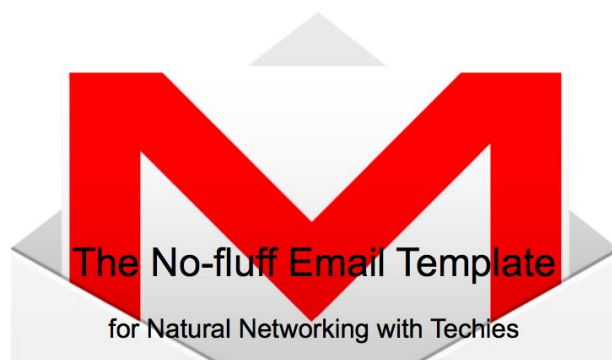 The No-fluff Email Template
for Natural Networking with Techies